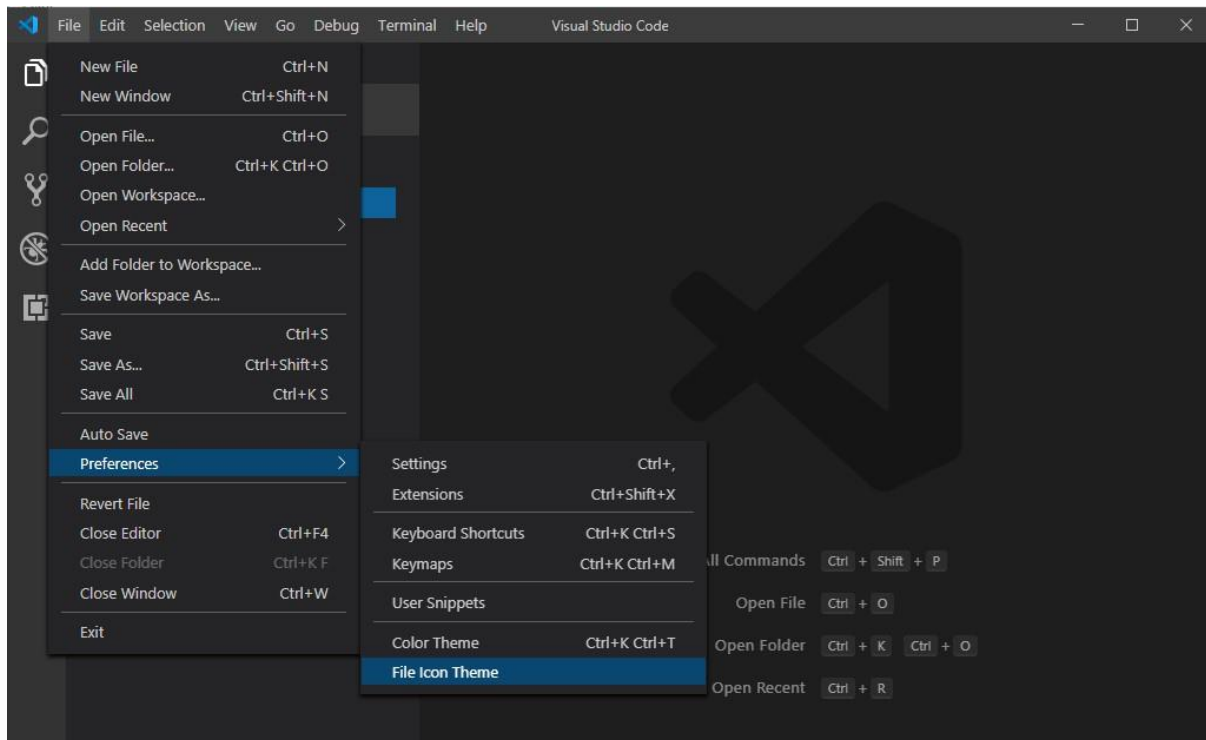 File Edit Selection View Go Debug Terminal Help Visual Studio Code
New File Ctrl+N
New Window Ctrl+Shift+N
Open File... Ctrl+O
Open Folder... Ctrl+K Ctrl+O
Open Workspace...
Open Recent
Add Folder to Workspace...
Save Workspace As...
Save Ctrl+S
Save As... Ctrl+Shift+S
Save All Ctrl+K S
Auto Save
Preferences
Revert File
Close Editor Ctrl+F4
Close Folder Ctrl+K F
Close Window Ctrl+W
Exit
Settings Ctrl+,
Extensions Ctrl+Shift+X
Keyboard Shortcuts Ctrl+K Ctrl+S
Keymaps Ctrl+K Ctrl+M
User Snippets
Color Theme Ctrl+K Ctrl+T
File Icon Theme
ll Commands Ctrl + Shift + P
Open File Ctrl + O
Open Folder Ctrl + K Ctrl + O
Open Recent Ctrl + R